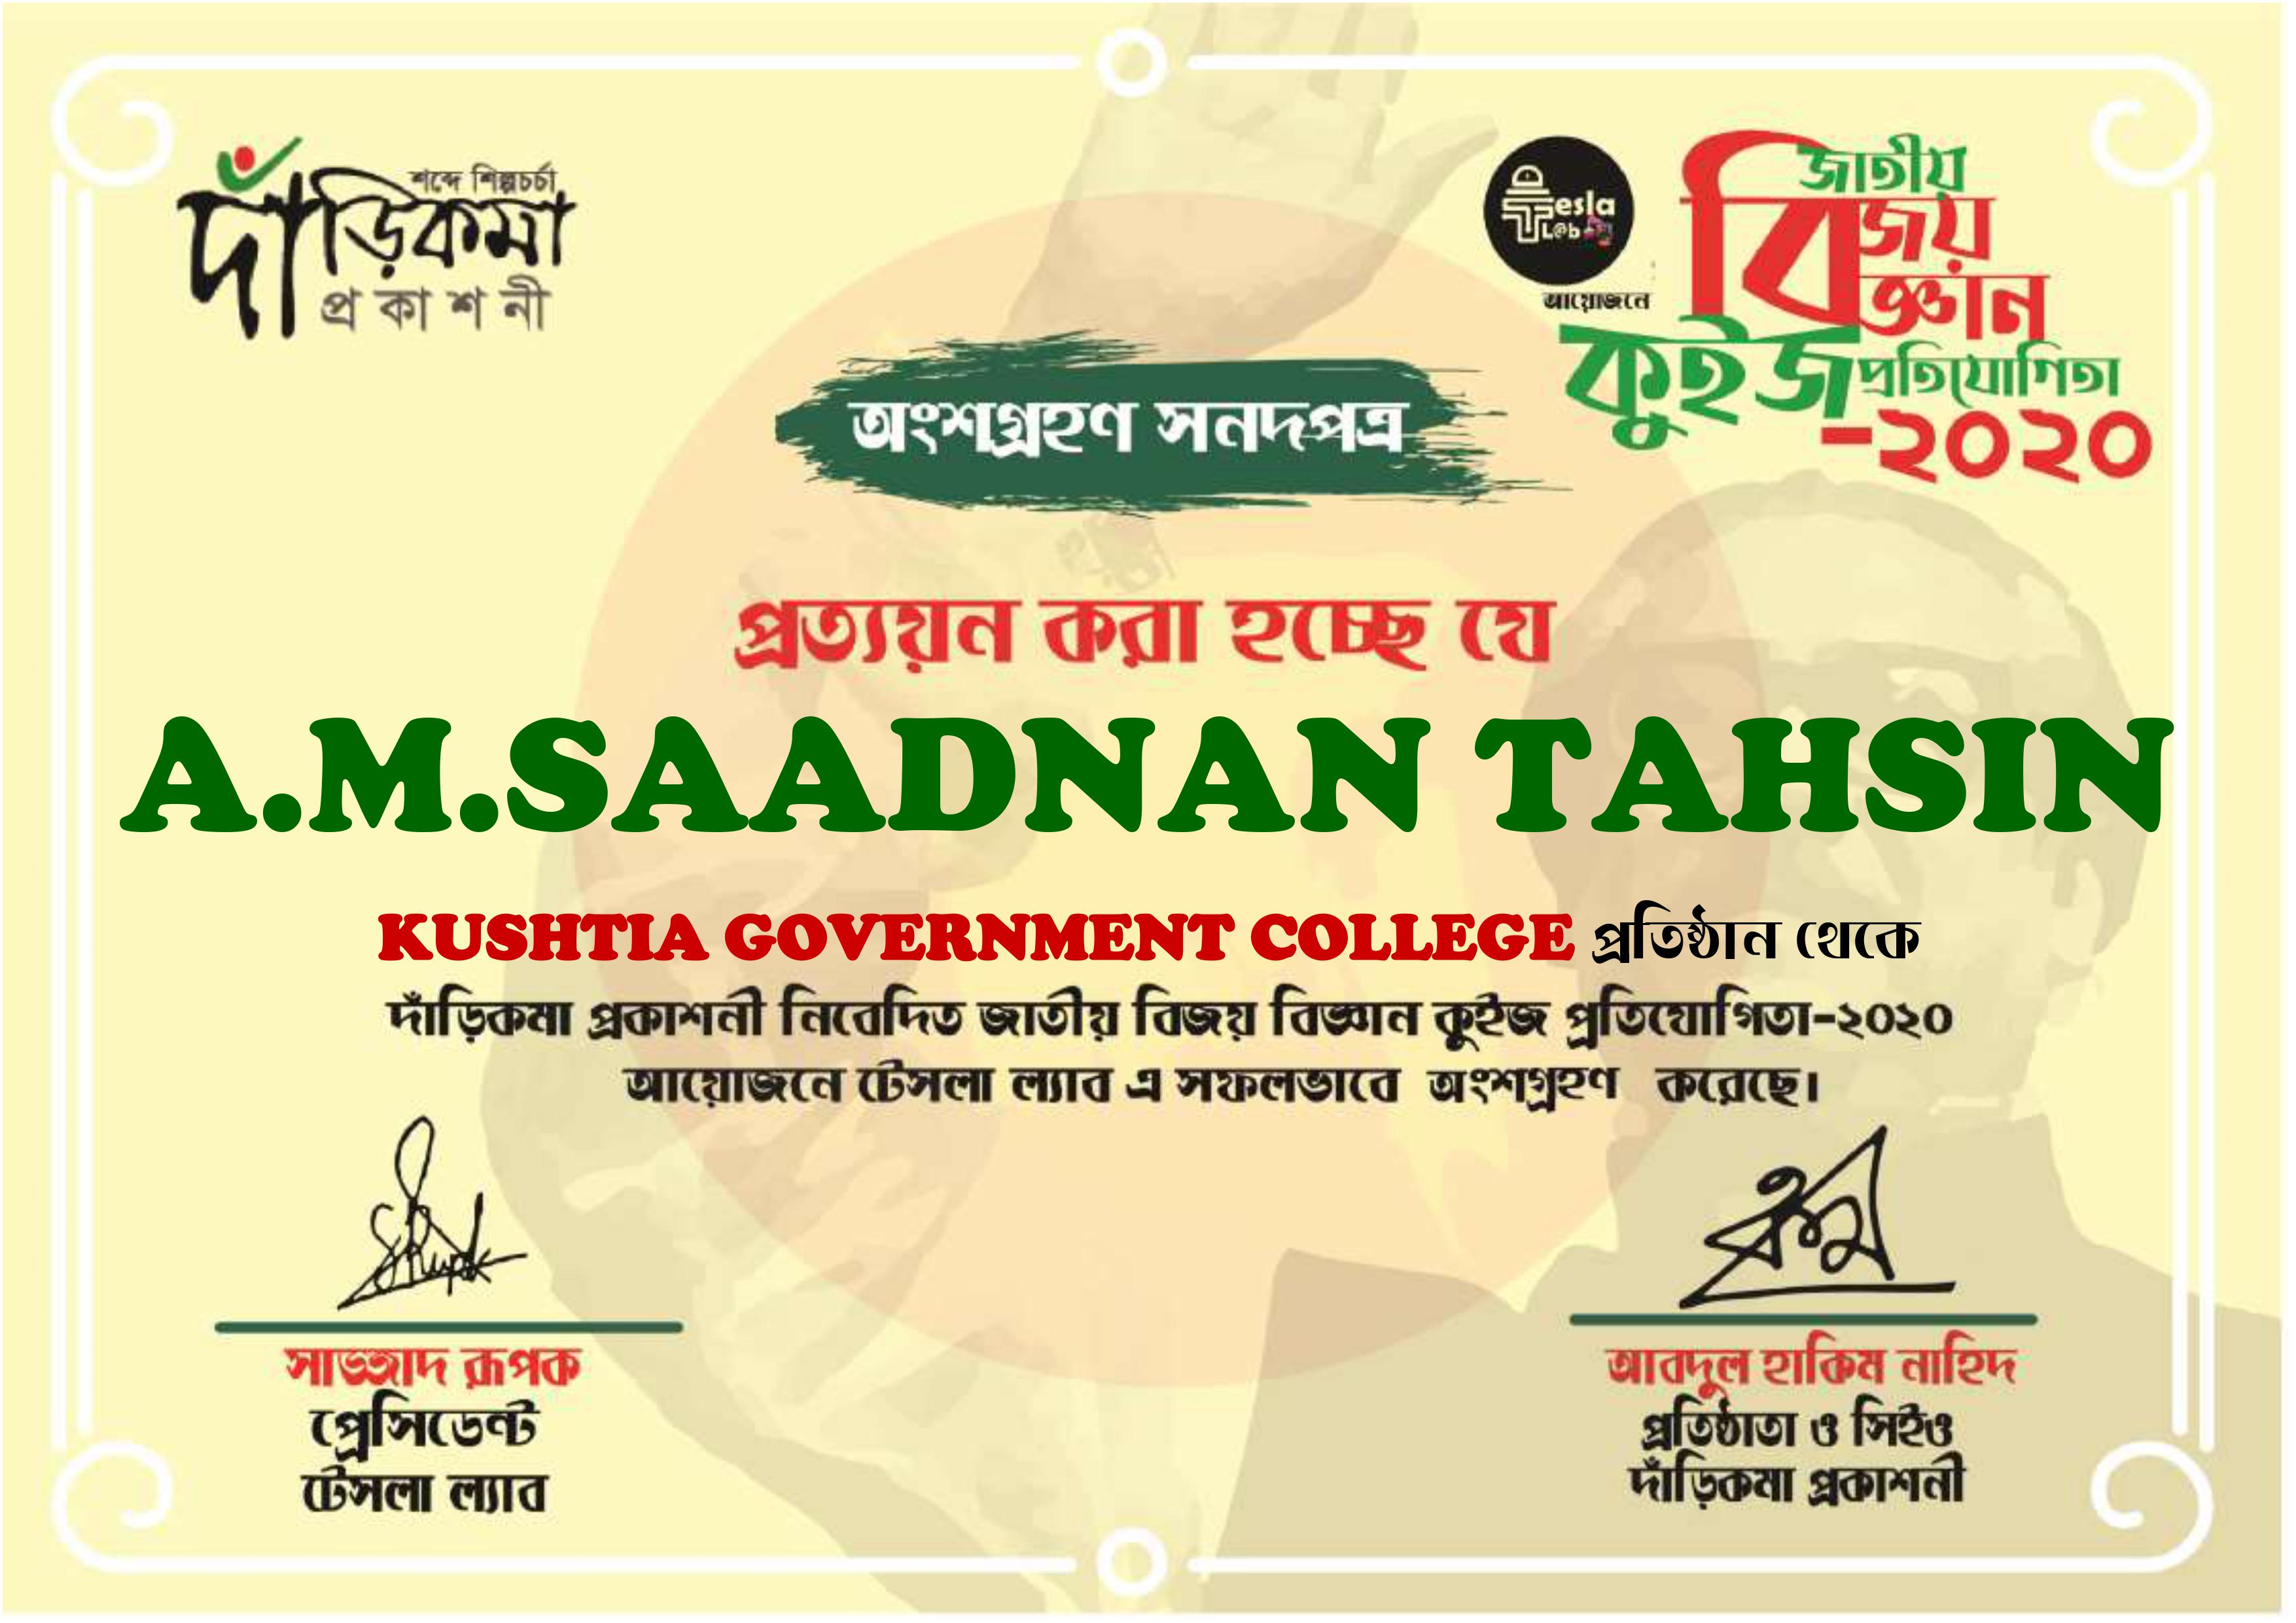 শব্দে শিল্পচর্চা
দাঁড়িকমা
প্রকাশনী
Tesla
L@b
আয়োজনে
জাতীয়
বিজয়
বিজ্ঞান
কুইজ প্রতিযোগিতা
-২০২০
অংশগ্রহণ সনদপত্র
প্রত্যয়ন করা হচ্ছে যে
A.M.SAADNAN TAHSIN
KUSHTIA GOVERNMENT COLLEGE প্রতিষ্ঠান থেকে
দাঁড়িকমা প্রকাশনী নিবেদিত জাতীয় বিজয় বিজ্ঞান কুইজ প্রতিযোগিতা-২০২০
আয়োজনে টেসলা ল্যাব এ সফলভাবে অংশগ্রহণ করেছে।
সাজ্জাদ রূপক
প্রেসিডেন্ট
টেসলা ল্যাব
আবদুল হাকিম নাহিদ
প্রতিষ্ঠাতা ও সিইও
দাঁড়িকমা প্রকাশনী